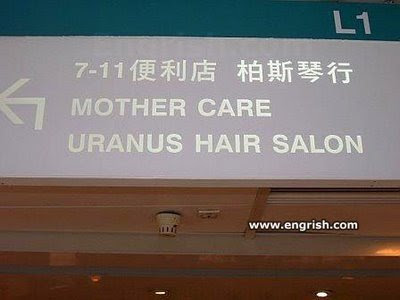 L1
7-11便利店 柏斯琴行
MOTHER CARE
URANUS HAIR SALON
www.engrish.com